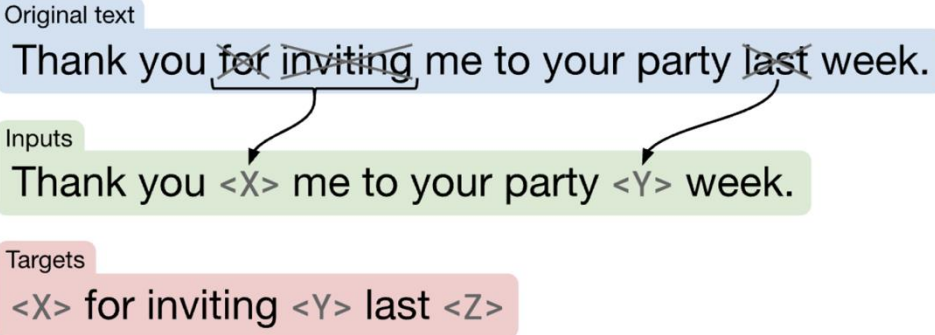 Original text
Thank you for inviting me to your party last week.
Inputs
Thank you <X> me to your party <Y> week.
Targets
<X> for inviting <Y> last <Z>